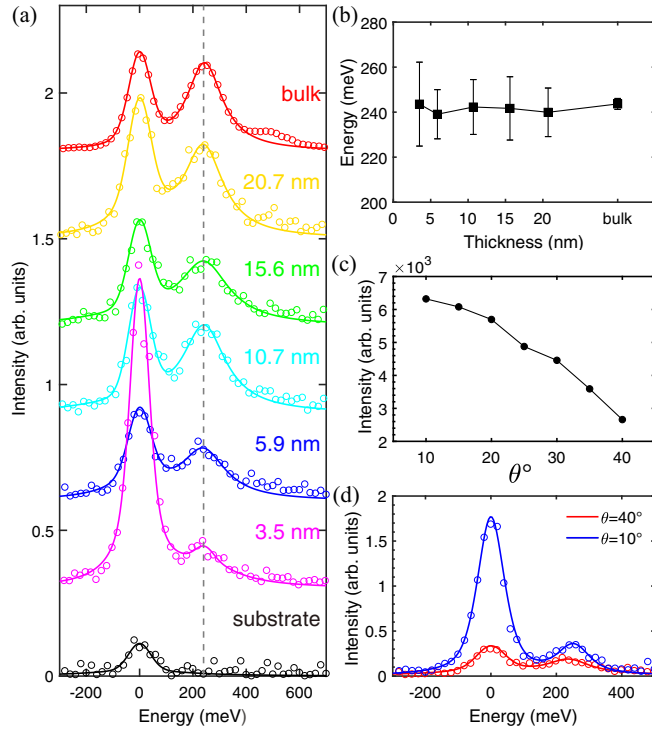 (a)
2
1.5
1
0.5
0
Intensity (arb. units)
bulk
20.7 nm
15.6 nm
10.7 nm
5.9 nm
3.5 nm
substrate
-200 0 200 400 600
Energy (meV)
(b)
280
260
240
220
200
Energy (meV)
0 5 10 15 20 bulk
Thickness (nm)
(c)
×10³
7
6
5
4
3
2
Intensity (arb. units)
10 20 30 40
θ°
(d)
2
1.5
1
0.5
0
Intensity (arb. units)
θ=40°
θ=10°
-200 0 200 400
Energy (meV)